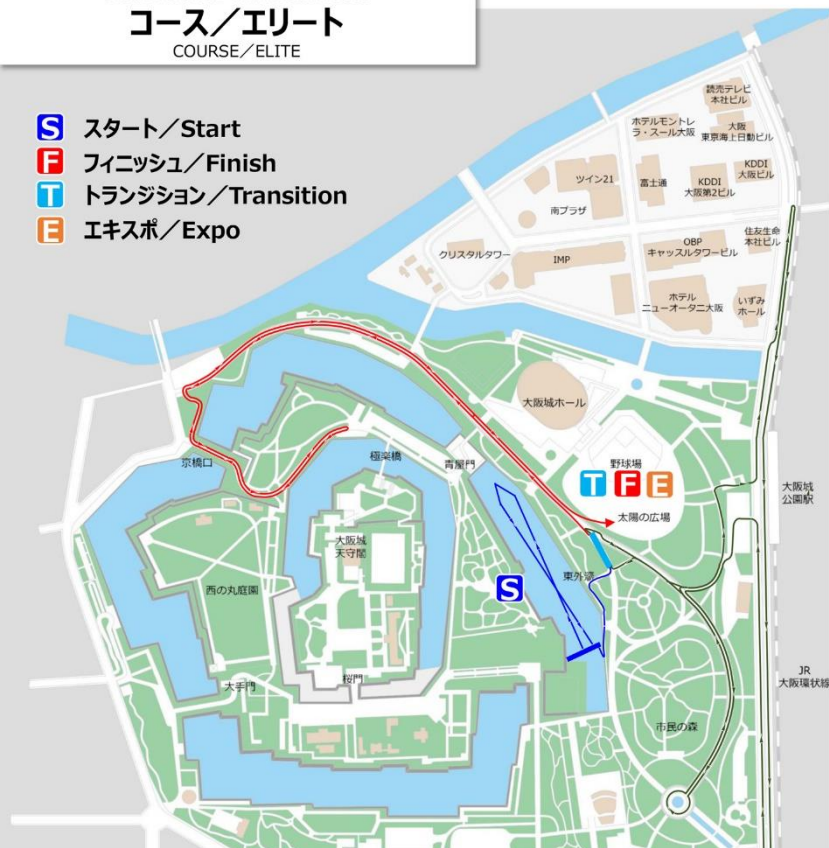 コース／エリート
COURSE／ELITE
S スタート／Start
F フィニッシュ／Finish
T トランジション／Transition
E エキスポ／Expo
読売テレビ
本社ビル
ホテルモントレ
ラ・スール大阪
大阪
東京海上日動ビル
ツイン21
富士通
KDDI
大阪第2ビル
KDDI
大阪ビル
南プラザ
クリスタルタワー
IMP
OBP
キャッスルタワービル
住友生命
本社ビル
ホテル
ニューオータニ大阪
いずみ
ホール
大阪城ホール
京橋口
極楽橋
青屋門
野球場
T F E
太陽の広場
大阪城
公園駅
大阪城
天守閣
西の丸庭園
S
東外濠
大手門
桜門
市民の森
JR
大阪環状線